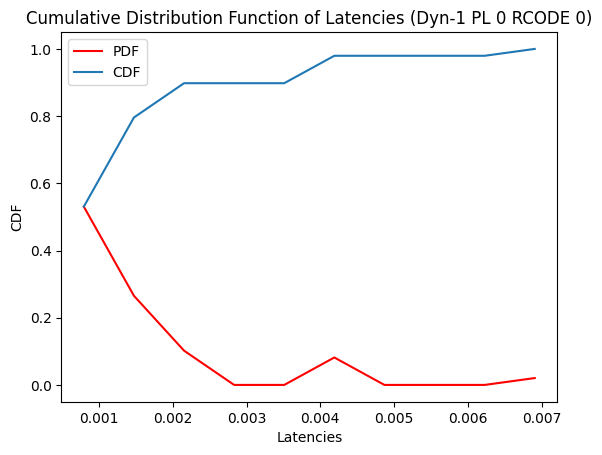 Cumulative Distribution Function of Latencies (Dyn-1 PL 0 RCODE 0)
PDF
CDF
1.0
0.8
0.6
0.4
0.2
0.0
CDF
0.001 0.002 0.003 0.004 0.005 0.006 0.007
Latencies